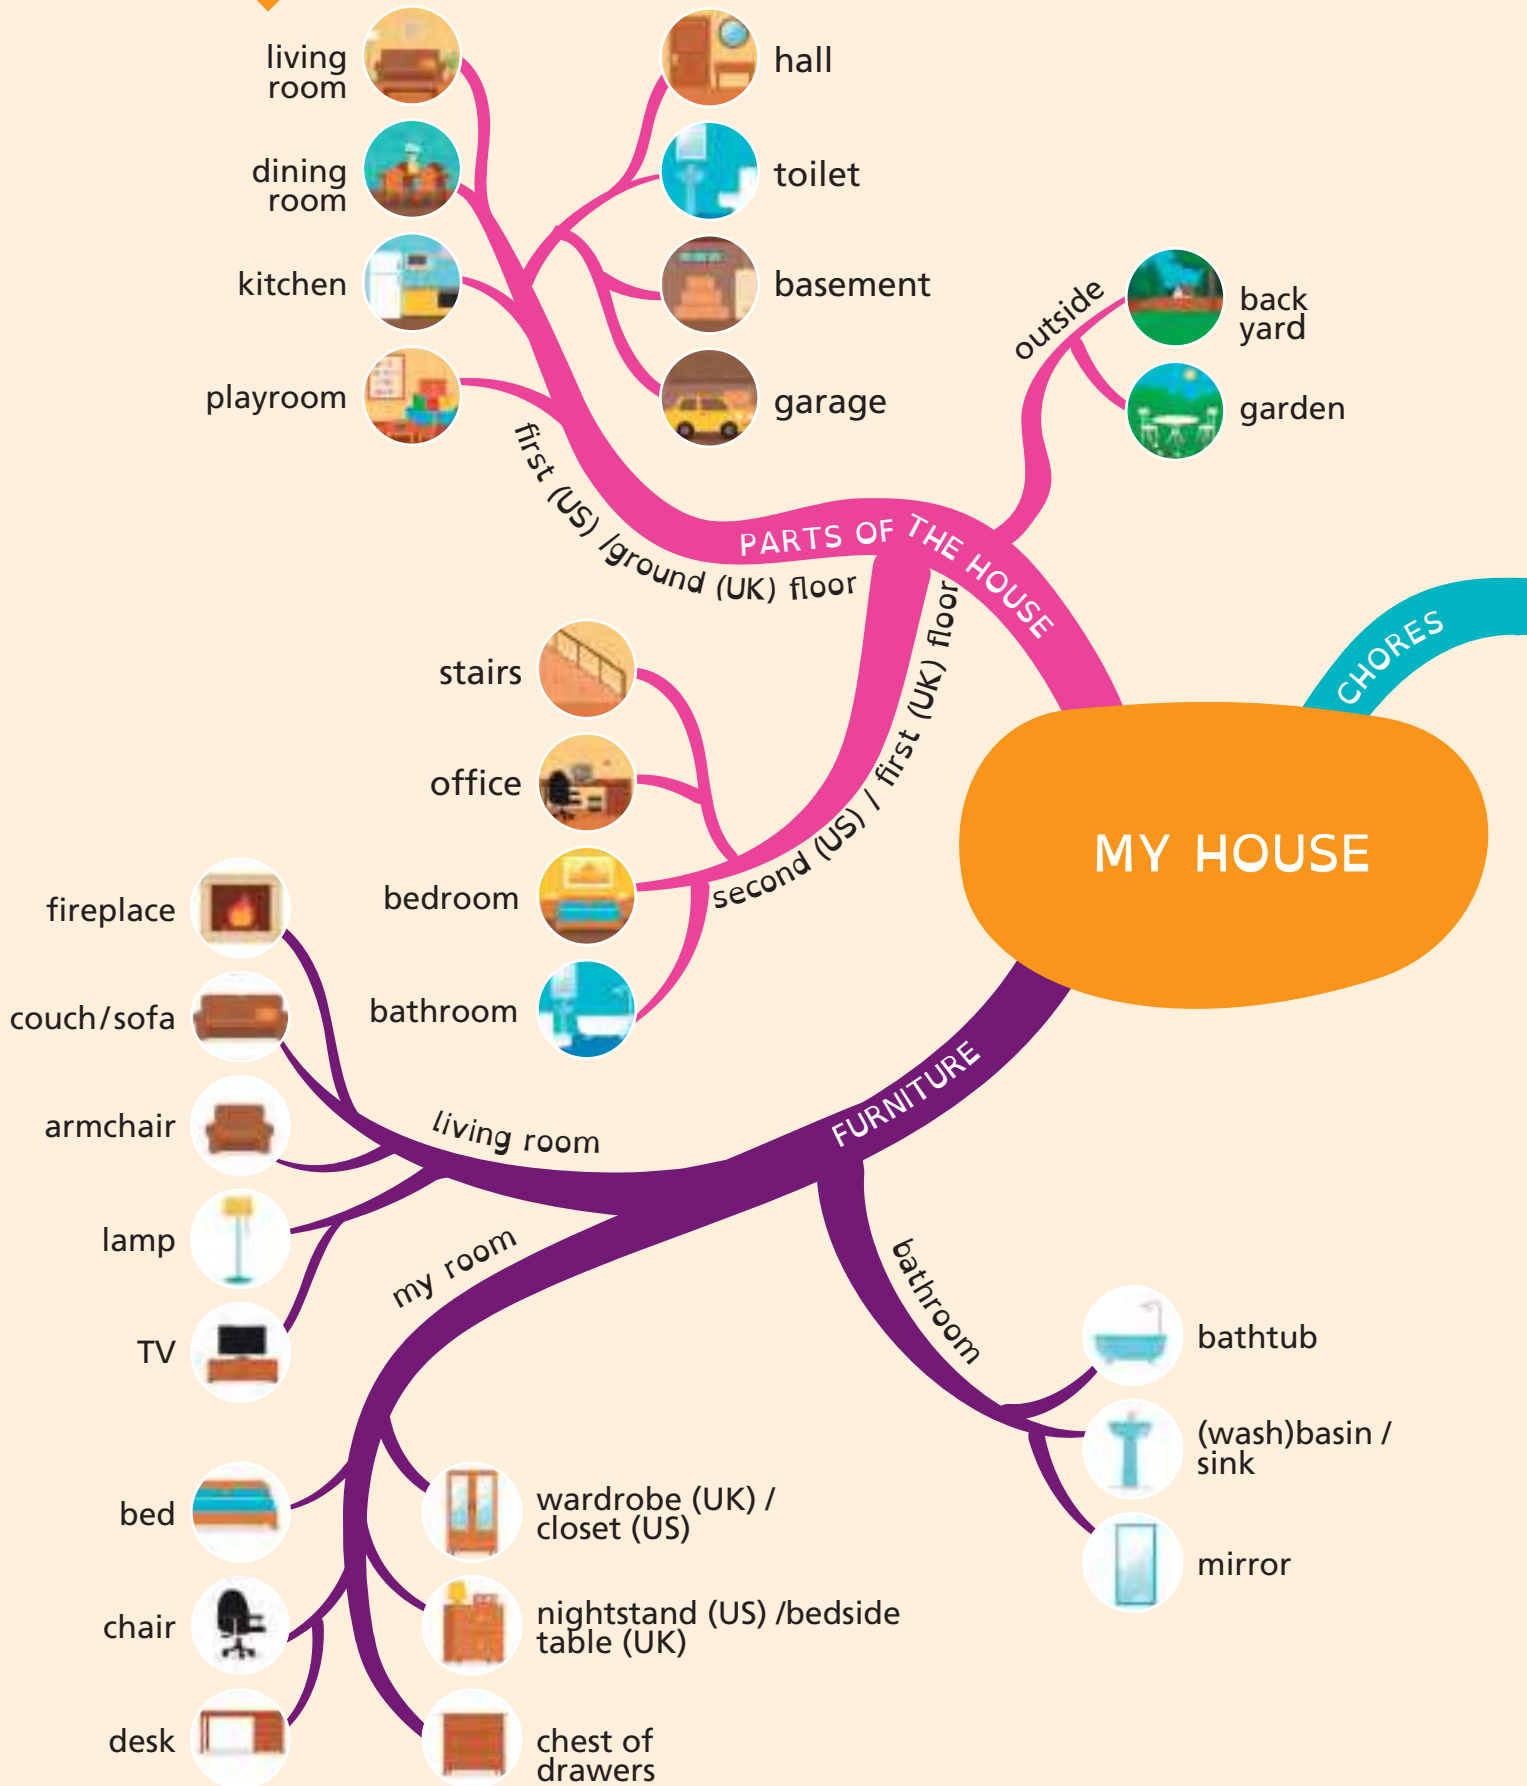 living
room
dining
room
kitchen
playroom
hall
toilet
basement
garage
first (US) /ground (UK) floor
PARTS OF THE HOUSE
outside
back
yard
garden
CHORES
MY HOUSE
second (US) / first (UK) floor
stairs
office
bedroom
bathroom
FURNITURE
living room
fireplace
couch/sofa
armchair
lamp
TV
my room
bed
chair
desk
wardrobe (UK) /
closet (US)
nightstand (US) /bedside
table (UK)
chest of
drawers
bathroom
bathtub
(wash)basin /
sink
mirror